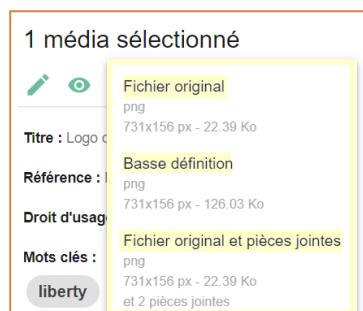 1 média sélectionné
Fichier original
png
731x156 px - 22.39 Ko
Titre : Logo
Basse définition
png
Référence :
731x156 px - 126.03 Ko
Droit d'usag
Fichier original et pièces jointes
Mots clés :
png
731x156 px - 22.39 Ko
liberty
et 2 pièces jointes